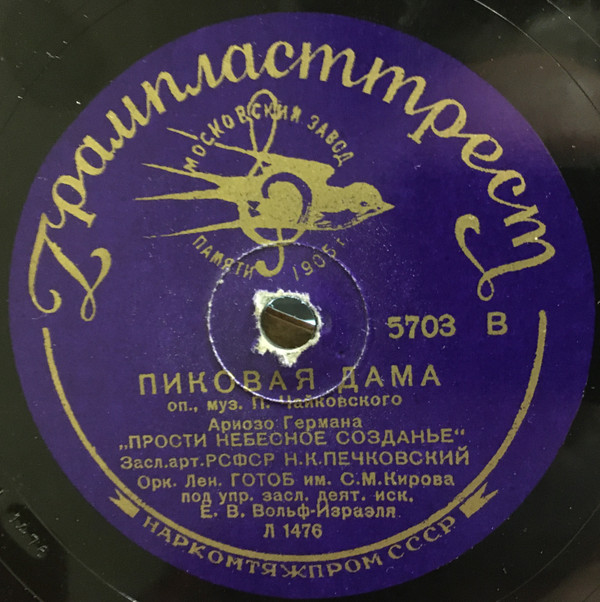 Грампласттрест
МОСКОВСКИЙ ЗАВОД
ПАМЯТИ 1905 г.
5703 В
ПИКОВАЯ ДАМА
оп., муз. П. Чайковского
Ариозо Германа
„ПРОСТИ НЕБЕСНОЕ СОЗДАНЬЕ“
Засл.арт. РСФСР Н.К.ПЕЧКОВСКИЙ
Орк. Лен. ГОТОБ им. С.М.Кирова
под упр. засл. деят. иск.
Е. В. Вольф-Израэля
Л 1476
НАРКОМТЯЖПРОМ СССР